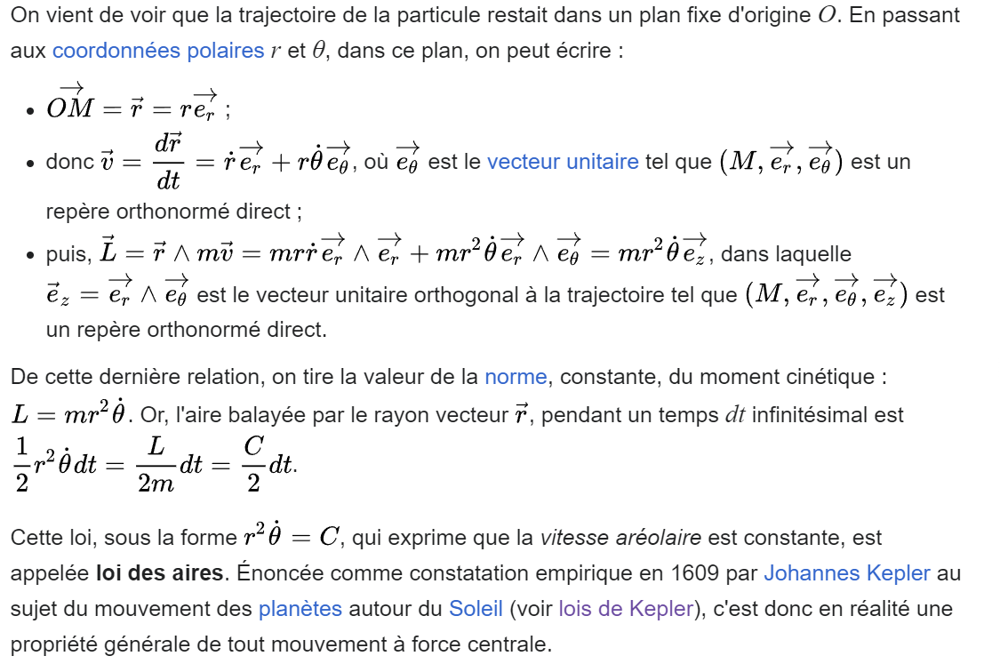 On vient de voir que la trajectoire de la particule restait dans un plan fixe d'origine O. En passant
aux coordonnées polaires r et θ, dans ce plan, on peut écrire :
• $\overrightarrow{OM} = \vec{r} = r\overrightarrow{e_r}$ ;
• donc $\vec{v} = \dfrac{d\vec{r}}{dt} = \dot{r}\overrightarrow{e_r} + r\dot{\theta}\overrightarrow{e_\theta}$, où $\overrightarrow{e_\theta}$ est le vecteur unitaire tel que $(M, \overrightarrow{e_r}, \overrightarrow{e_\theta})$ est un
repère orthonormé direct ;
• puis, $\vec{L} = \vec{r} \wedge m\vec{v} = mr\dot{r}\overrightarrow{e_r} \wedge \overrightarrow{e_r} + mr^2\dot{\theta}\overrightarrow{e_r} \wedge \overrightarrow{e_\theta} = mr^2\dot{\theta}\overrightarrow{e_z}$, dans laquelle
$\vec{e}_z = \overrightarrow{e_r} \wedge \overrightarrow{e_\theta}$ est le vecteur unitaire orthogonal à la trajectoire tel que $(M, \overrightarrow{e_r}, \overrightarrow{e_\theta}, \overrightarrow{e_z})$ est
un repère orthonormé direct.
De cette dernière relation, on tire la valeur de la norme, constante, du moment cinétique :
$L = mr^2\dot{\theta}$. Or, l'aire balayée par le rayon vecteur $\vec{r}$, pendant un temps $dt$ infinitésimal est
$\dfrac{1}{2}r^2\dot{\theta}dt = \dfrac{L}{2m}dt = \dfrac{C}{2}dt$.
Cette loi, sous la forme $r^2\dot{\theta} = C$, qui exprime que la vitesse aréolaire est constante, est
appelée loi des aires. Énoncée comme constatation empirique en 1609 par Johannes Kepler au
sujet du mouvement des planètes autour du Soleil (voir lois de Kepler), c'est donc en réalité une
propriété générale de tout mouvement à force centrale.